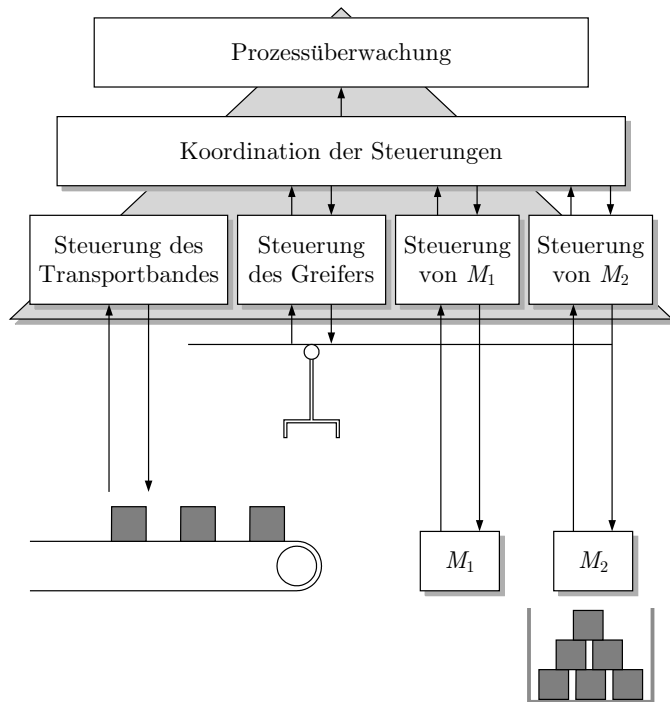 Prozessüberwachung
Koordination der Steuerungen
Steuerung des
Transportbandes
Steuerung
des Greifers
Steuerung
von M₁
Steuerung
von M₂
M₁
M₂